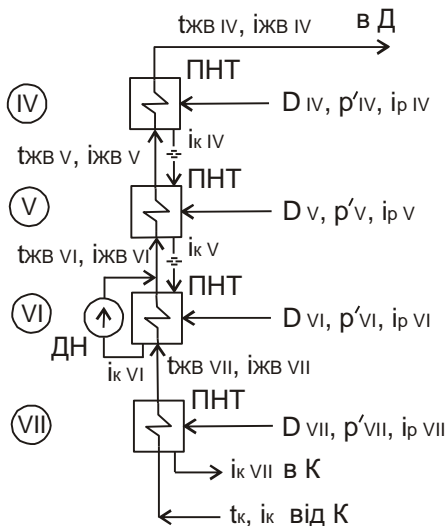 tЖВ IV, iЖВ IV в Д
ПНТ
IV
D IV, p′IV, ip IV
iк IV
tЖВ V, iЖВ V
ПНТ
V
D V, p′V, ip V
tЖВ VI, iЖВ VI
iк V
ПНТ
VI
D VI, p′VI, ip VI
ДН
iк VI
tЖВ VII, iЖВ VII
ПНТ
VII
D VII, p′VII, ip VII
iк VII в К
tк, iк від К